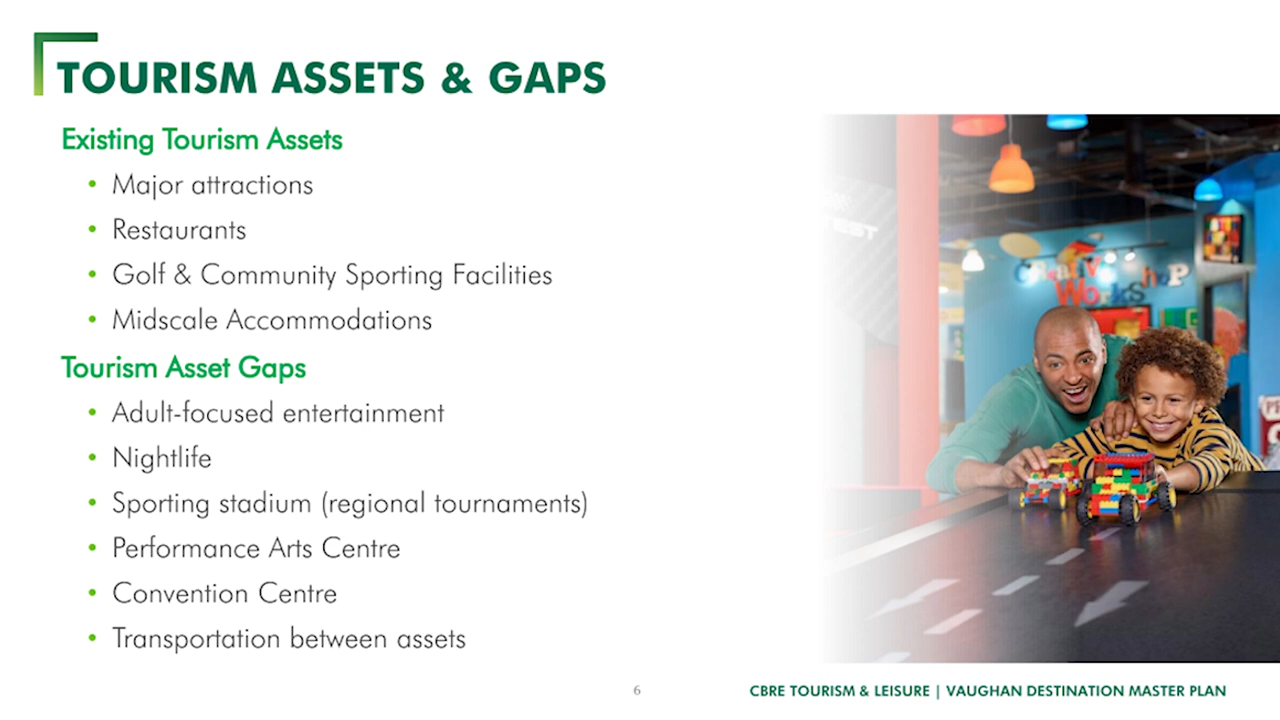 TOURISM ASSETS & GAPS
Existing Tourism Assets
• Major attractions
• Restaurants
• Golf & Community Sporting Facilities
• Midscale Accommodations
Tourism Asset Gaps
• Adult-focused entertainment
• Nightlife
• Sporting stadium (regional tournaments)
• Performance Arts Centre
• Convention Centre
• Transportation between assets
Creative
Workshop
6
CBRE TOURISM & LEISURE | VAUGHAN DESTINATION MASTER PLAN